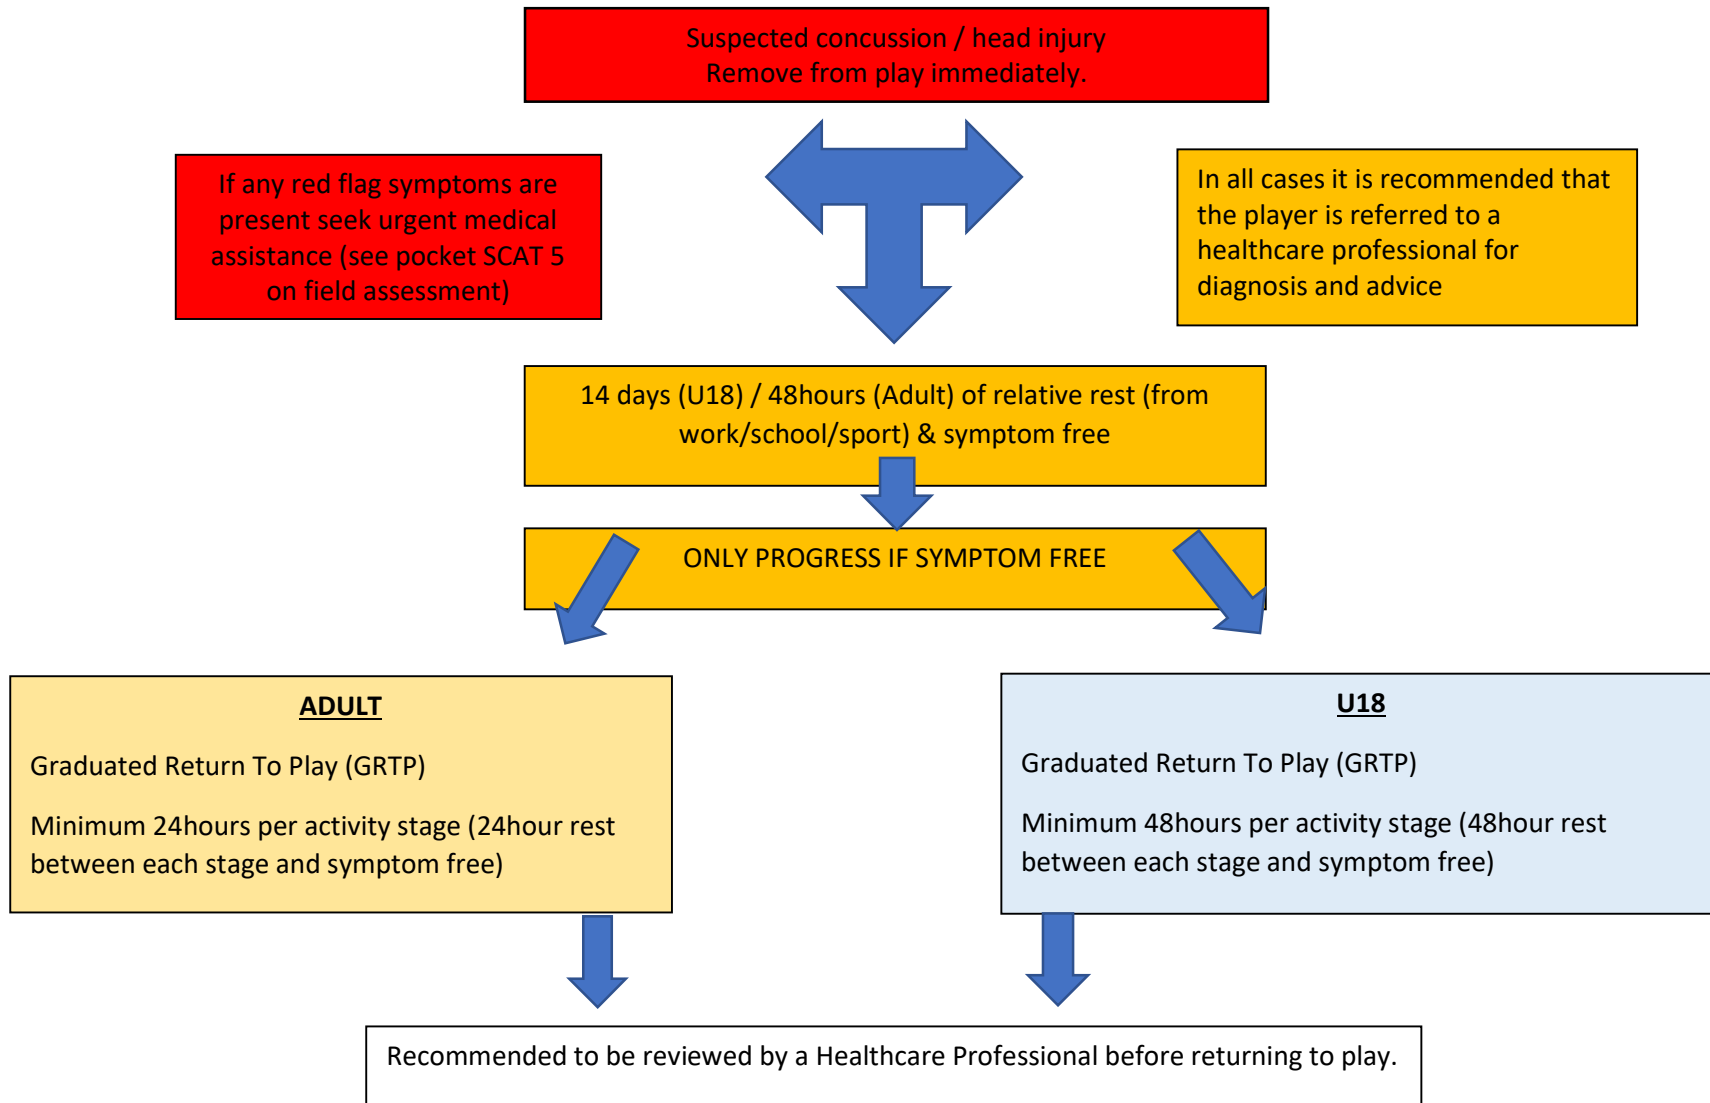 Suspected concussion / head injury
Remove from play immediately.
If any red flag symptoms are
present seek urgent medical
assistance (see pocket SCAT 5
on field assessment)
In all cases it is recommended that
the player is referred to a
healthcare professional for
diagnosis and advice
14 days (U18) / 48hours (Adult) of relative rest (from
work/school/sport) & symptom free
ONLY PROGRESS IF SYMPTOM FREE
ADULT
Graduated Return To Play (GRTP)
Minimum 24hours per activity stage (24hour rest
between each stage and symptom free)
U18
Graduated Return To Play (GRTP)
Minimum 48hours per activity stage (48hour rest
between each stage and symptom free)
Recommended to be reviewed by a Healthcare Professional before returning to play.